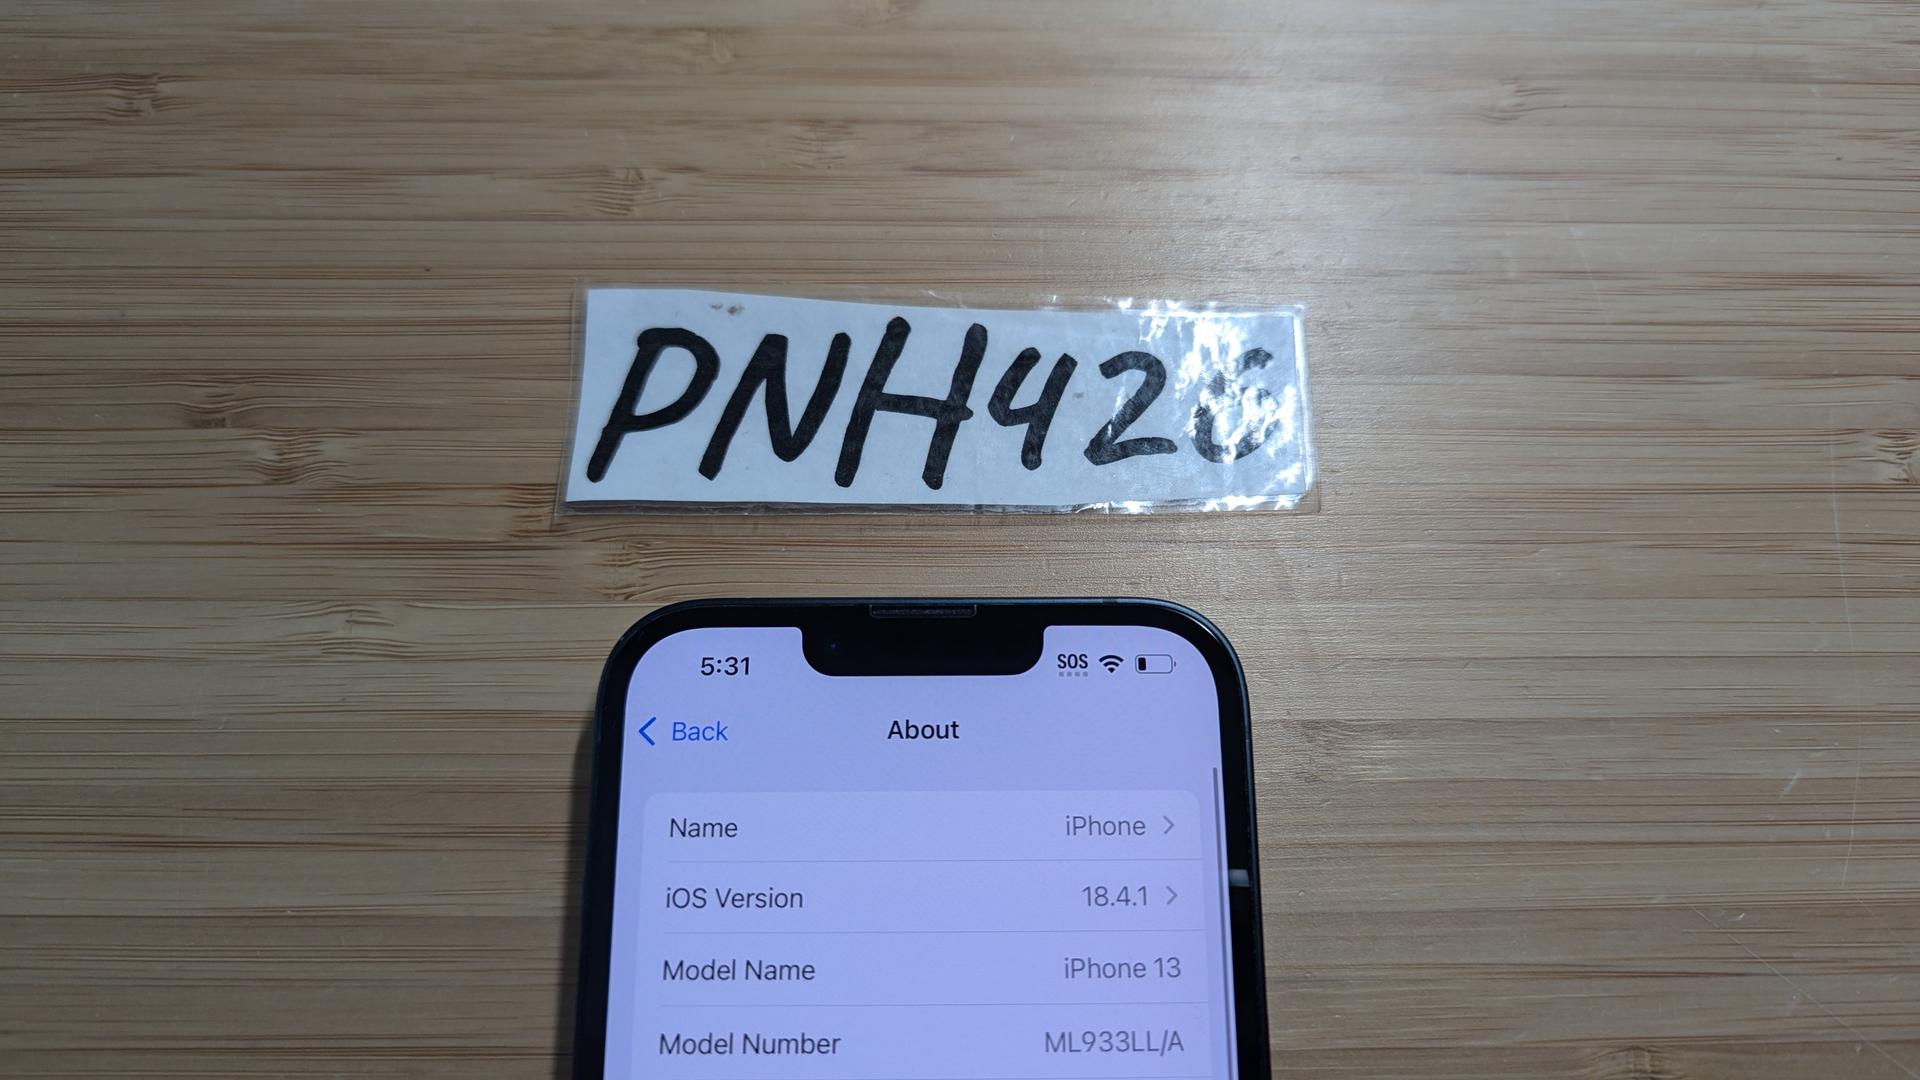 PNH426
5:31 SOS
Back About
Name iPhone
iOS Version 18.4.1
Model Name iPhone 13
Model Number ML933LL/A